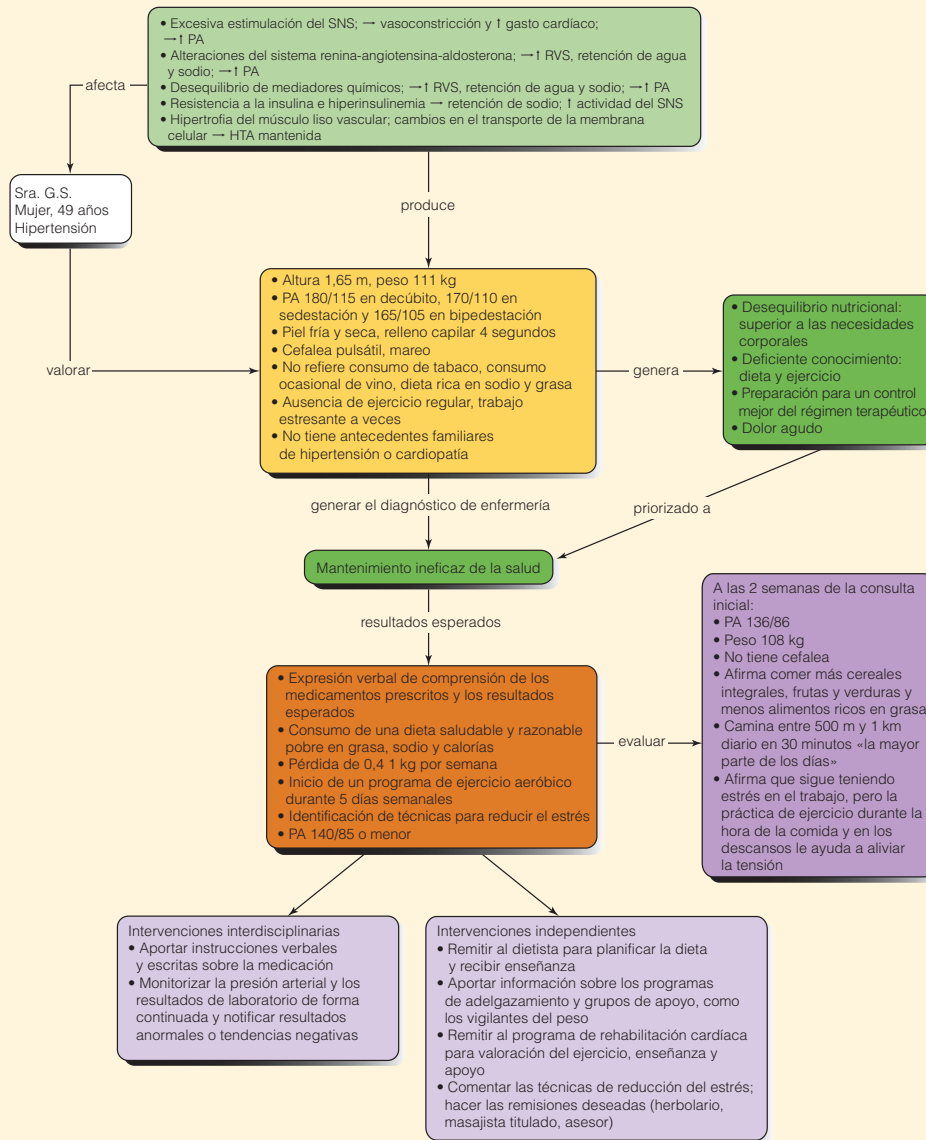 • Excesiva estimulación del SNS; → vasoconstricción y ↑ gasto cardíaco;
→↑ PA
• Alteraciones del sistema renina-angiotensina-aldosterona; →↑ RVS, retención de agua
y sodio; →↑ PA
• Desequilibrio de mediadores químicos; →↑ RVS, retención de agua y sodio; →↑ PA
• Resistencia a la insulina e hiperinsulinemia → retención de sodio; ↑ actividad del SNS
• Hipertrofia del músculo liso vascular; cambios en el transporte de la membrana
celular → HTA mantenida
afecta
Sra. G.S.
Mujer, 49 años
Hipertensión
produce
valorar
• Altura 1,65 m, peso 111 kg
• PA 180/115 en decúbito, 170/110 en
sedestación y 165/105 en bipedestación
• Piel fría y seca, relleno capilar 4 segundos
• Cefalea pulsátil, mareo
• No refiere consumo de tabaco, consumo
ocasional de vino, dieta rica en sodio y grasa
• Ausencia de ejercicio regular, trabajo
estresante a veces
• No tiene antecedentes familiares
de hipertensión o cardiopatía
genera
• Desequilibrio nutricional:
superior a las necesidades
corporales
• Deficiente conocimiento:
dieta y ejercicio
• Preparación para un control
mejor del régimen terapéutico
• Dolor agudo
generar el diagnóstico de enfermería
priorizado a
Mantenimiento ineficaz de la salud
resultados esperados
• Expresión verbal de comprensión de los
medicamentos prescritos y los resultados
esperados
• Consumo de una dieta saludable y razonable
pobre en grasa, sodio y calorías
• Pérdida de 0,4 1 kg por semana
• Inicio de un programa de ejercicio aeróbico
durante 5 días semanales
• Identificación de técnicas para reducir el estrés
• PA 140/85 o menor
evaluar
A las 2 semanas de la consulta
inicial:
• PA 136/86
• Peso 108 kg
• No tiene cefalea
• Afirma comer más cereales
integrales, frutas y verduras y
menos alimentos ricos en grasa
• Camina entre 500 m y 1 km
diario en 30 minutos «la mayor
parte de los días»
• Afirma que sigue teniendo
estrés en el trabajo, pero la
práctica de ejercicio durante la
hora de la comida y en los
descansos le ayuda a aliviar
la tensión
Intervenciones interdisciplinarias
• Aportar instrucciones verbales
y escritas sobre la medicación
• Monitorizar la presión arterial y los
resultados de laboratorio de forma
continuada y notificar resultados
anormales o tendencias negativas
Intervenciones independientes
• Remitir al dietista para planificar la dieta
y recibir enseñanza
• Aportar información sobre los programas
de adelgazamiento y grupos de apoyo, como
los vigilantes del peso
• Remitir al programa de rehabilitación cardíaca
para valoración del ejercicio, enseñanza y
apoyo
• Comentar las técnicas de reducción del estrés;
hacer las remisiones deseadas (herbolario,
masajista titulado, asesor)